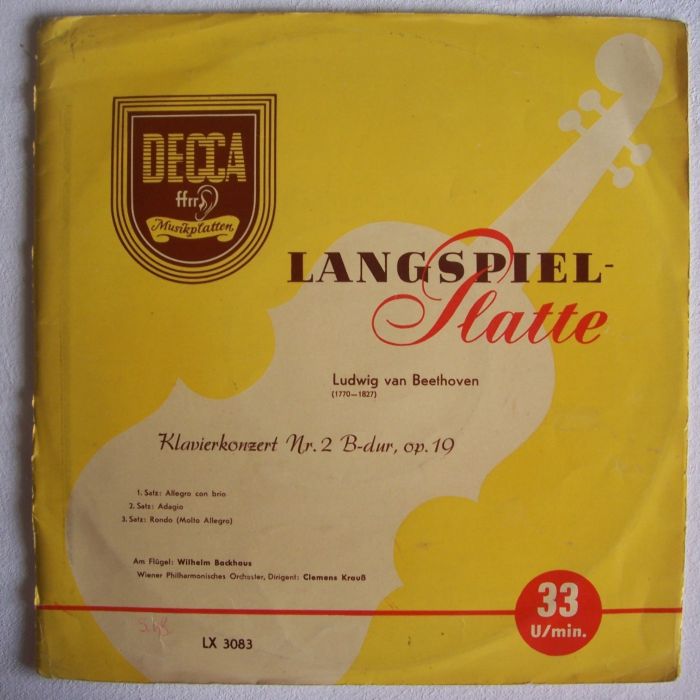 DECCA
ffrr
Musikplatten
LANGSPIEL-
Platte
Ludwig van Beethoven
(1770—1827)
Klavierkonzert Nr. 2 B-dur, op. 19
1. Satz: Allegro con brio
2. Satz: Adagio
3. Satz: Rondo (Molto Allegro)
Am Flügel: Wilhelm Backhaus
Wiener Philharmonisches Orchester, Dirigent: Clemens Krauß
33
U/min.
LX 3083